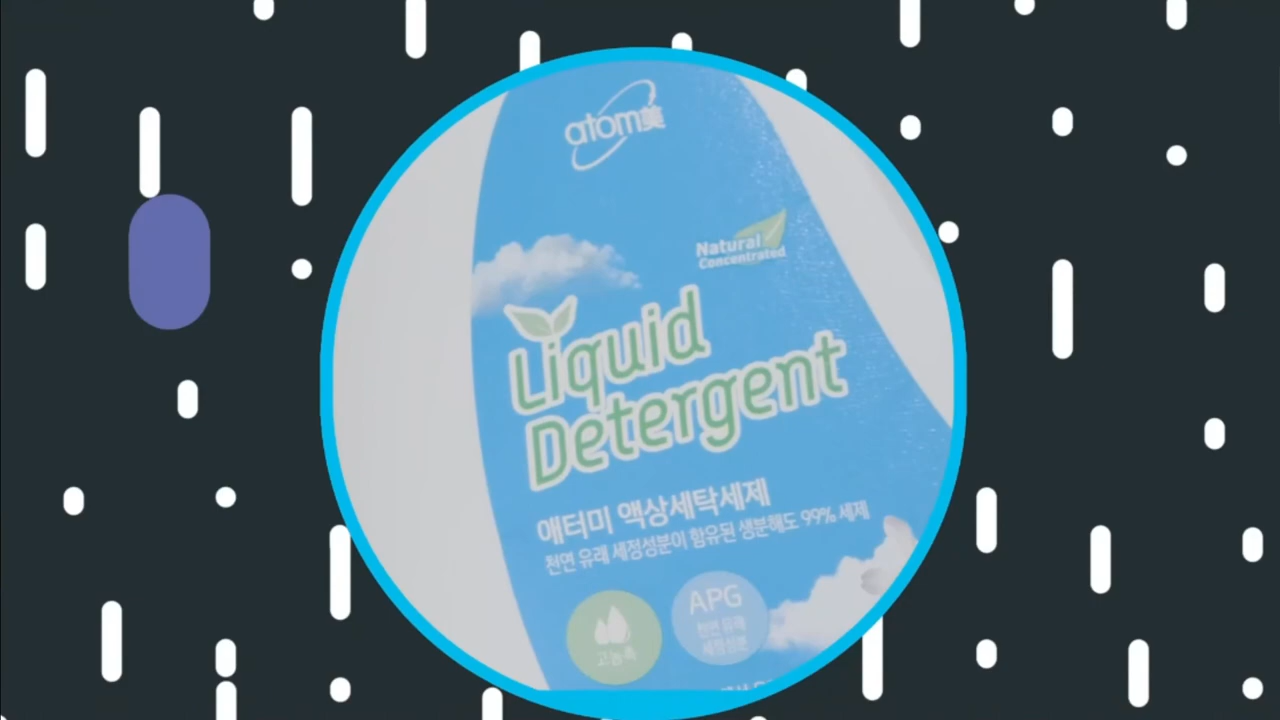 atom美
Natural
Concentrated
Liquid
Detergent
애터미 액상세탁세제
천연 유래 세정성분이 함유된 생분해도 99% 세제
APG
천연 유래
세정성분
고농축